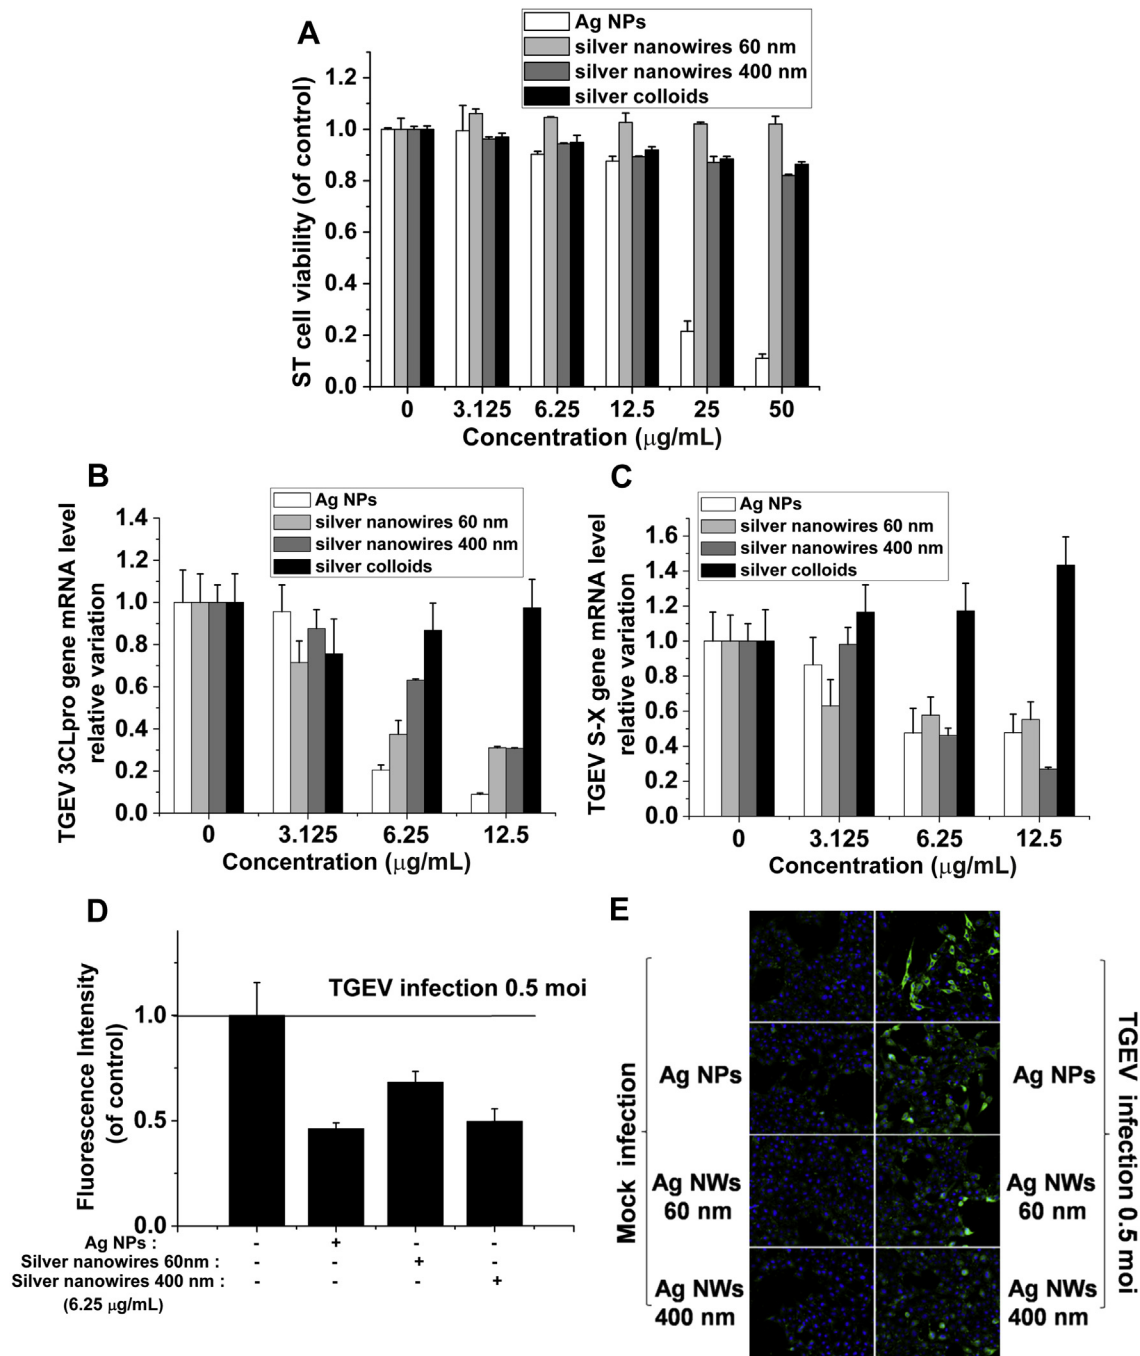 A
Ag NPs
silver nanowires 60 nm
silver nanowires 400 nm
silver colloids
ST cell viability (of control)
1.2
1.0
0.8
0.6
0.4
0.2
0.0
0 3.125 6.25 12.5 25 50
Concentration (μg/mL)
B
Ag NPs
silver nanowires 60 nm
silver nanowires 400 nm
silver colloids
TGEV 3CLpro gene mRNA level
relative variation
1.4
1.2
1.0
0.8
0.6
0.4
0.2
0.0
0 3.125 6.25 12.5
Concentration (μg/mL)
C
Ag NPs
silver nanowires 60 nm
silver nanowires 400 nm
silver colloids
TGEV S-X gene mRNA level
relative variation
1.6
1.4
1.2
1.0
0.8
0.6
0.4
0.2
0.0
0 3.125 6.25 12.5
Concentration (μg/mL)
D
TGEV infection 0.5 moi
Fluorescence Intensity
(of control)
1.0
0.5
0.0
Ag NPs : - + - -
Silver nanowires 60nm : - - + -
Silver nanowires 400 nm : - - - +
(6.25 μg/mL)
E
Mock infection
Ag NPs
Ag NWs
60 nm
Ag NWs
400 nm
Ag NPs
Ag NWs
60 nm
Ag NWs
400 nm
TGEV infection 0.5 moi